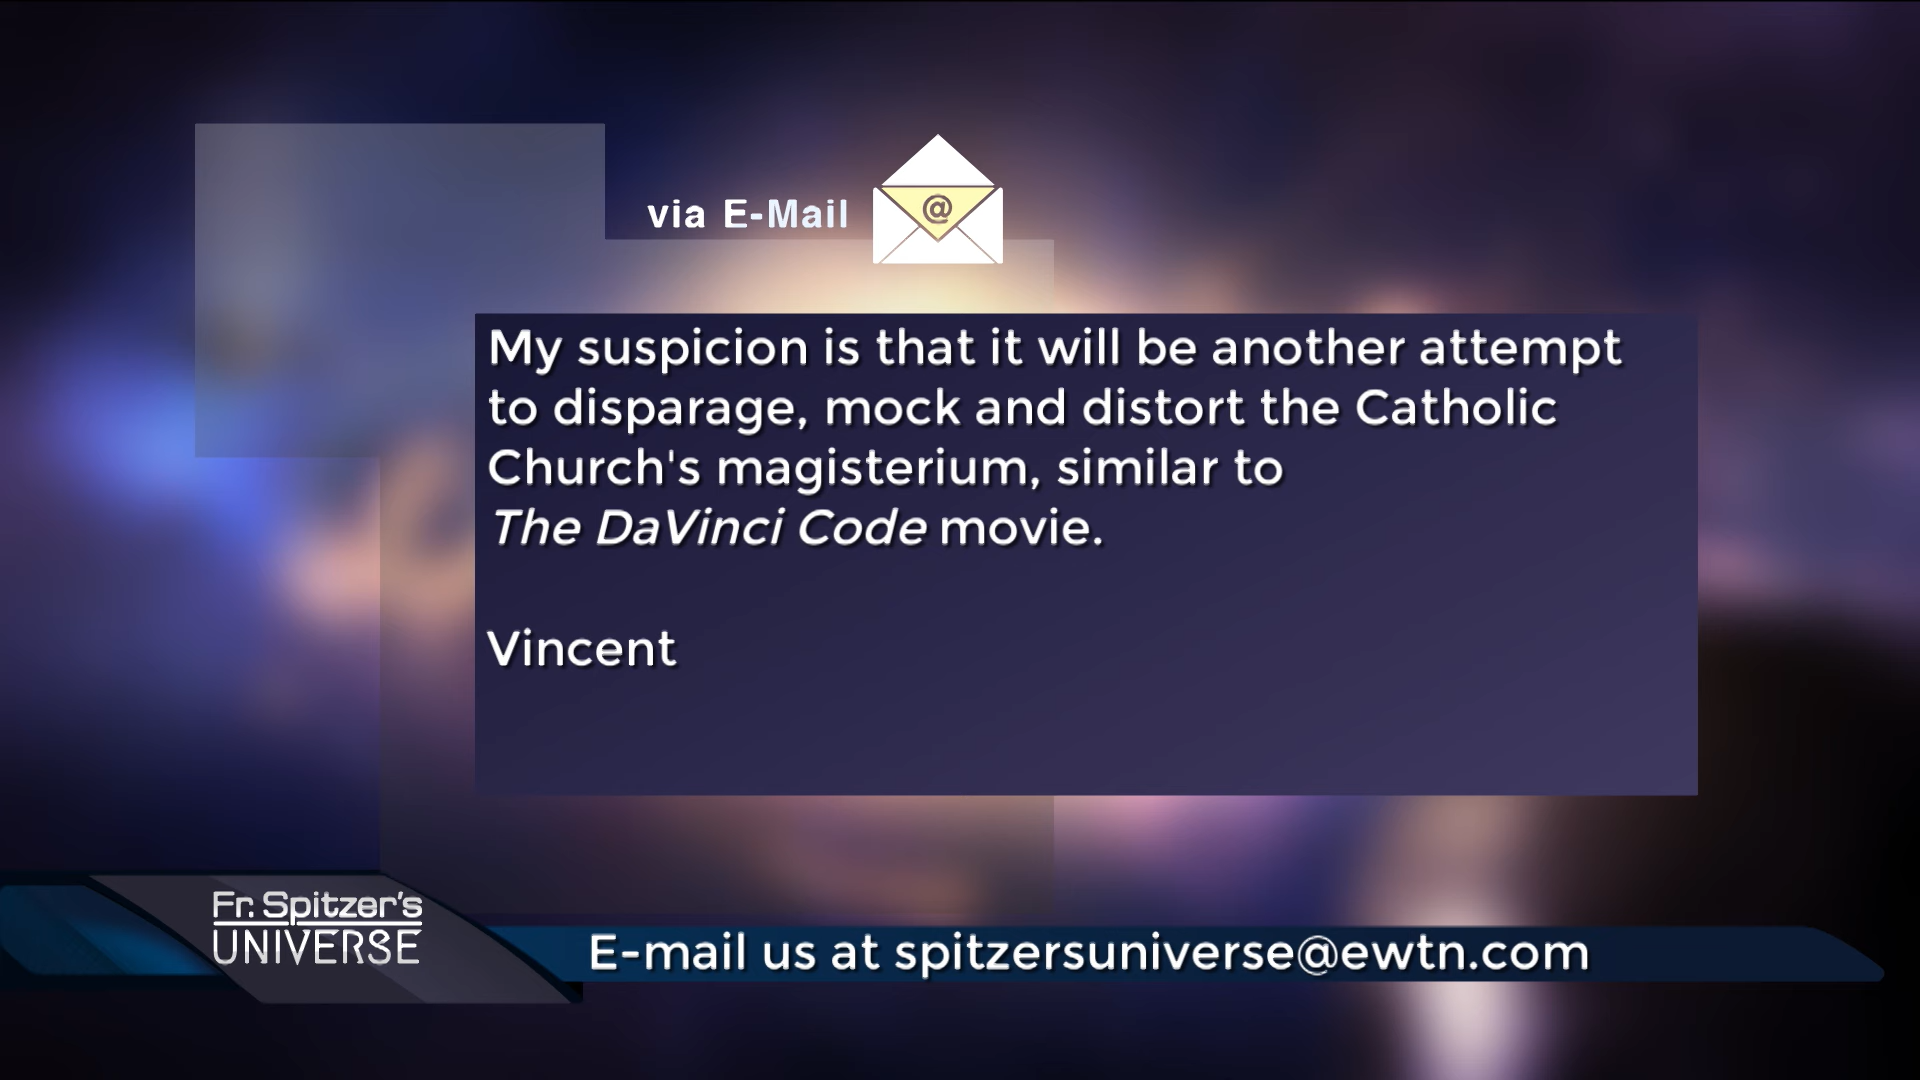 via E-Mail
@
My suspicion is that it will be another attempt
to disparage, mock and distort the Catholic
Church's magisterium, similar to
The DaVinci Code movie.
Vincent
Fr. Spitzer's
UNIVERSE
E-mail us at spitzersuniverse@ewtn.com